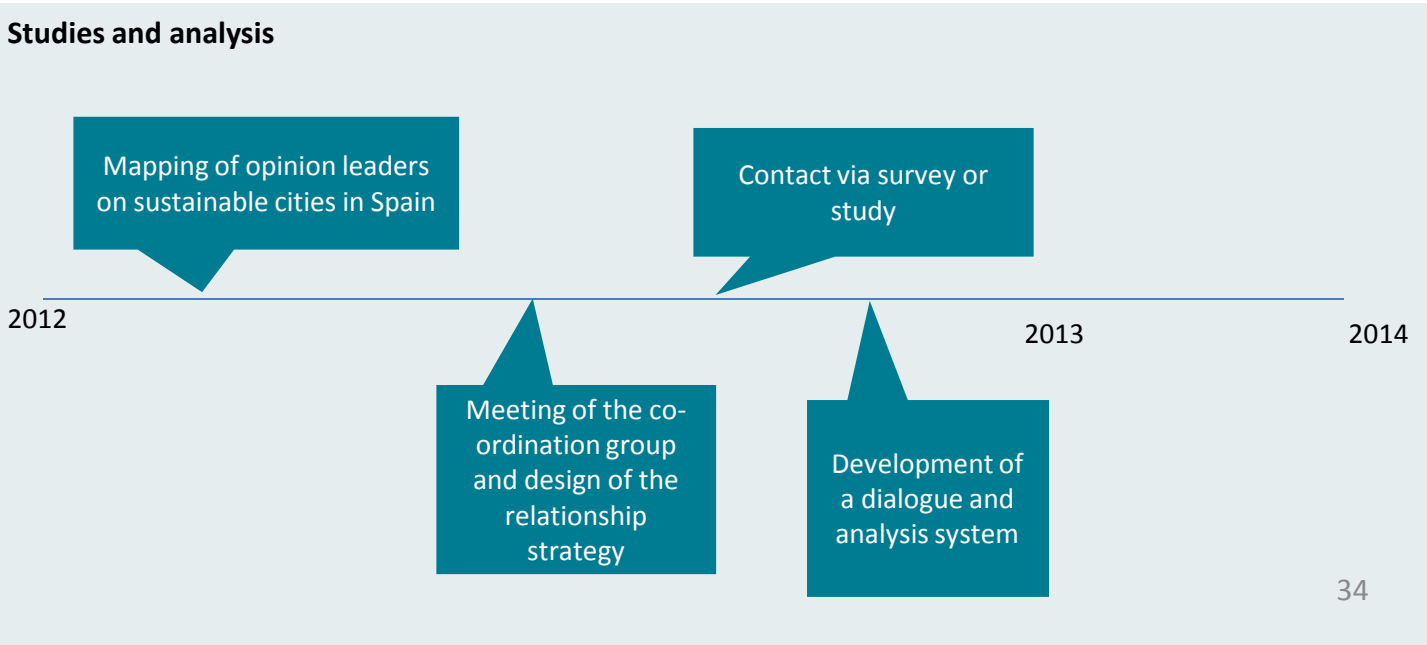 Studies and analysis
Mapping of opinion leaders
on sustainable cities in Spain
Contact via survey or
study
2012
2013
2014
Meeting of the co-
ordination group
and design of the
relationship
strategy
Development of
a dialogue and
analysis system
34